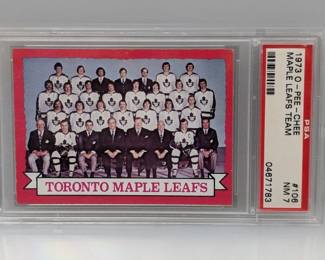 TORONTO MAPLE LEAFS
PSA
1973 O-PEE-CHEE
MAPLE LEAFS TEAM
#106
NM 7
04671783